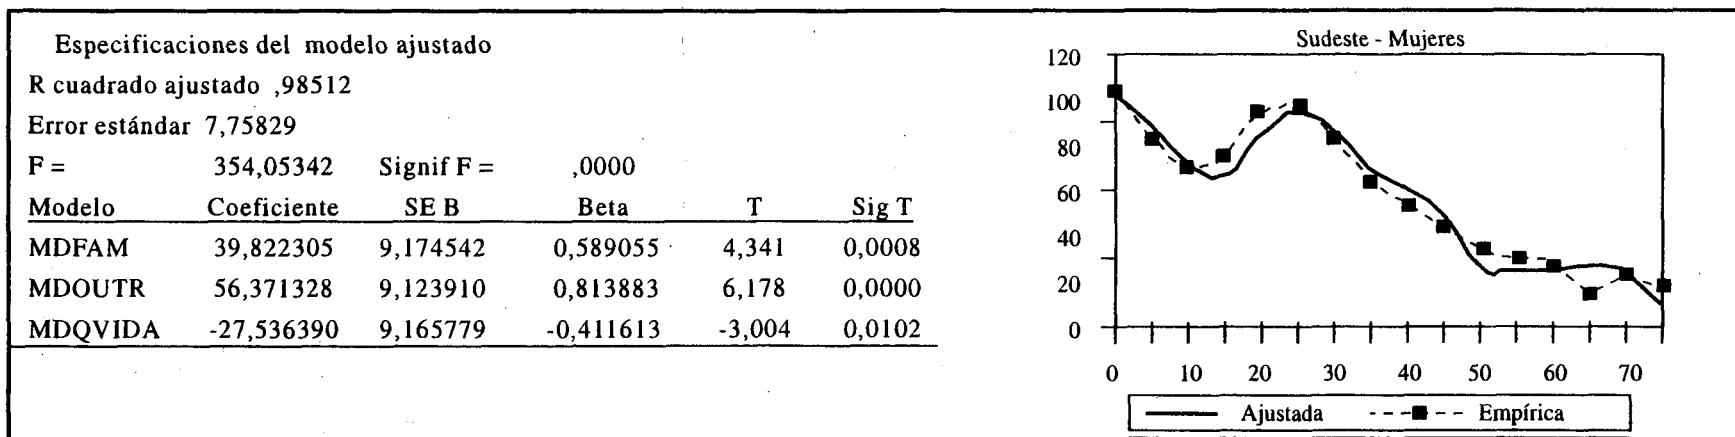 Especificaciones del modelo ajustado
R cuadrado ajustado ,98512
Error estándar 7,75829
F = 354,05342 Signif F = ,0000
Modelo Coeficiente SE B Beta T Sig T
MDFAM 39,822305 9,174542 0,589055 4,341 0,0008
MDOUTR 56,371328 9,123910 0,813883 6,178 0,0000
MDQVIDA -27,536390 9,165779 -0,411613 -3,004 0,0102
Sudeste - Mujeres
120
100
80
60
40
20
0
0 10 20 30 40 50 60 70
Ajustada Empírica